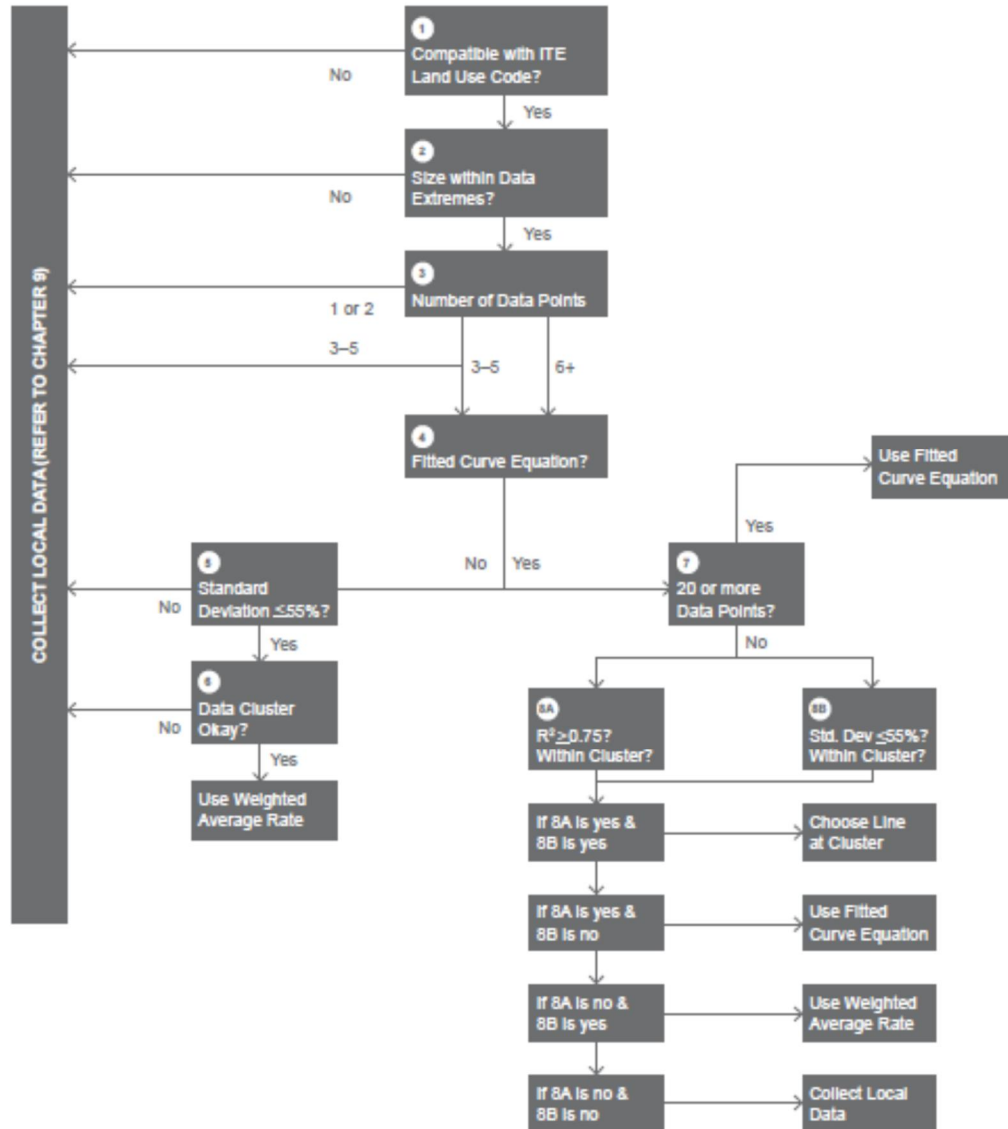 COLLECT LOCAL DATA (REFER TO CHAPTER 9)
1
Compatible with ITE
Land Use Code?
No
Yes
2
Size within Data
Extremes?
No
Yes
3
Number of Data Points
1 or 2
3–5
3–5
6+
4
Fitted Curve Equation?
No
Yes
5
Standard
Deviation ≤55%?
No
Yes
6
Data Cluster
Okay?
No
Yes
Use Weighted
Average Rate
7
20 or more
Data Points?
Yes
Use Fitted
Curve Equation
No
8A
R² ≥0.75?
Within Cluster?
8B
Std. Dev ≤55%?
Within Cluster?
If 8A is yes &
8B is yes
Choose Line
at Cluster
If 8A is yes &
8B is no
Use Fitted
Curve Equation
If 8A is no &
8B is yes
Use Weighted
Average Rate
If 8A is no &
8B is no
Collect Local
Data